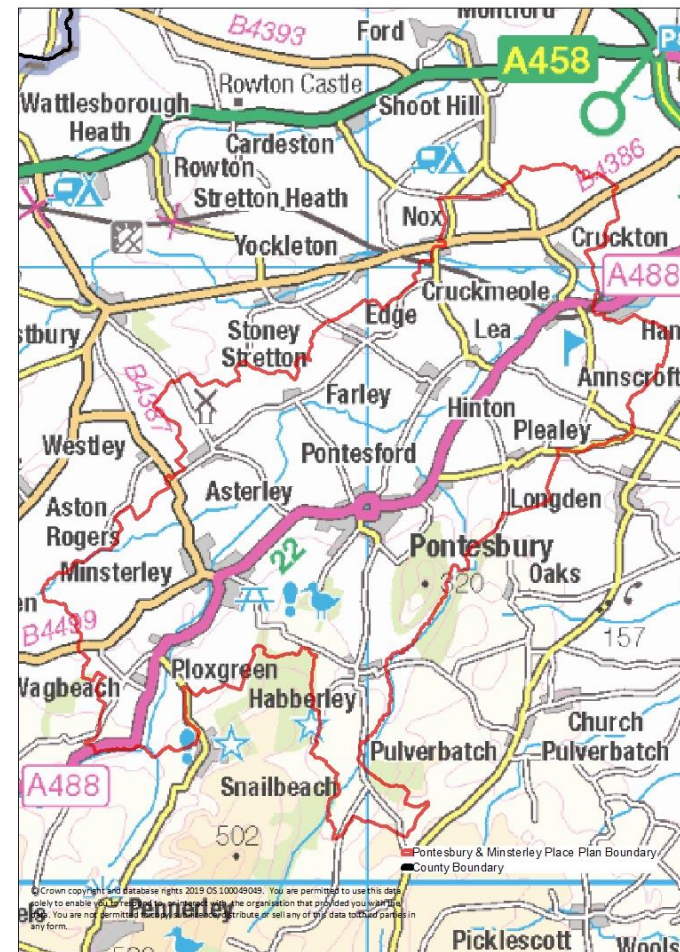 Montford
B4393
Ford
A458
Rowton Castle
Wattlesborough
Heath
Shoot Hill
Cardeston
Rowton
B4386
Stretton Heath
Nox
Yockleton
Cruckton
A488
Cruckmeole
Edge
Stoney
Stretton
Lea
stbury
Han
B4387
Annscroft
Farley
Hinton
Westley
Plealey
Pontesford
Asterley
Longden
Aston
Rogers
22
Pontesbury
Minsterley
320
Oaks
en
B4499
157
Ploxgreen
Wagbeach
Habberley
Church
Pulverbatch
Pulverbatch
A488
Snailbeach
502
Pontesbury & Minsterley Place Plan Boundary
County Boundary
© Crown copyright and database rights 2019 OS 100049049. You are permitted to use this data
solely to enable you to respond to, or interact with, the organisation that provided you with the
data. You are not permitted to copy, sub-licence, distribute or sell any of this data to third parties in
any form.
Pennerley
Picklescott
Wools